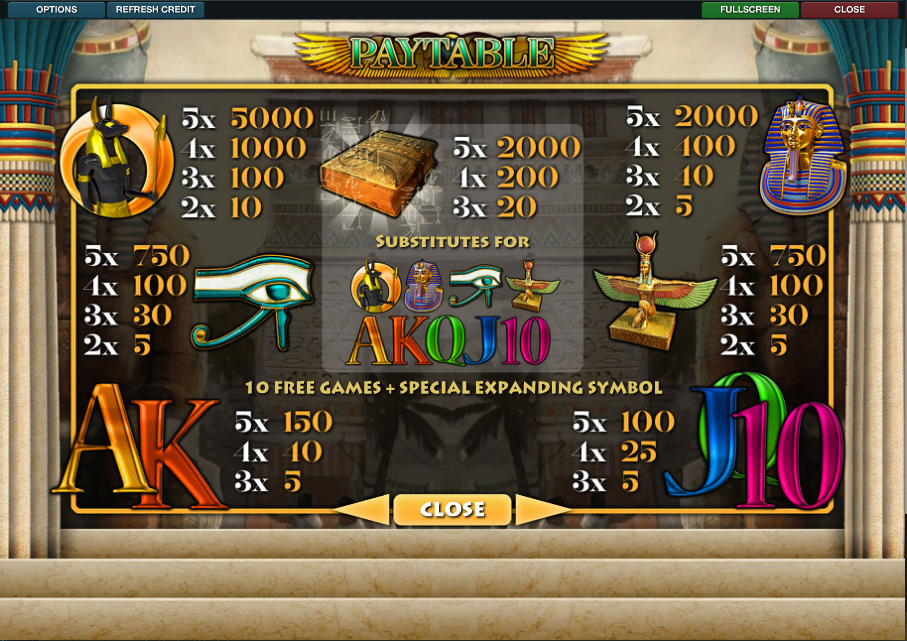 OPTIONS
REFRESH CREDIT
FULLSCREEN
CLOSE
PAYTABLE
5x 5000
4x 1000
3x 100
2x 10
5x 2000
4x 200
3x 20
5x 2000
4x 400
3x 40
2x 5
SUBSTITUTES FOR
A K Q J 10
5x 750
4x 100
3x 30
2x 5
5x 750
4x 100
3x 30
2x 5
10 FREE GAMES + SPECIAL EXPANDING SYMBOL
A K
5x 150
4x 40
3x 5
5x 100
4x 25
3x 5
J Q 10
CLOSE